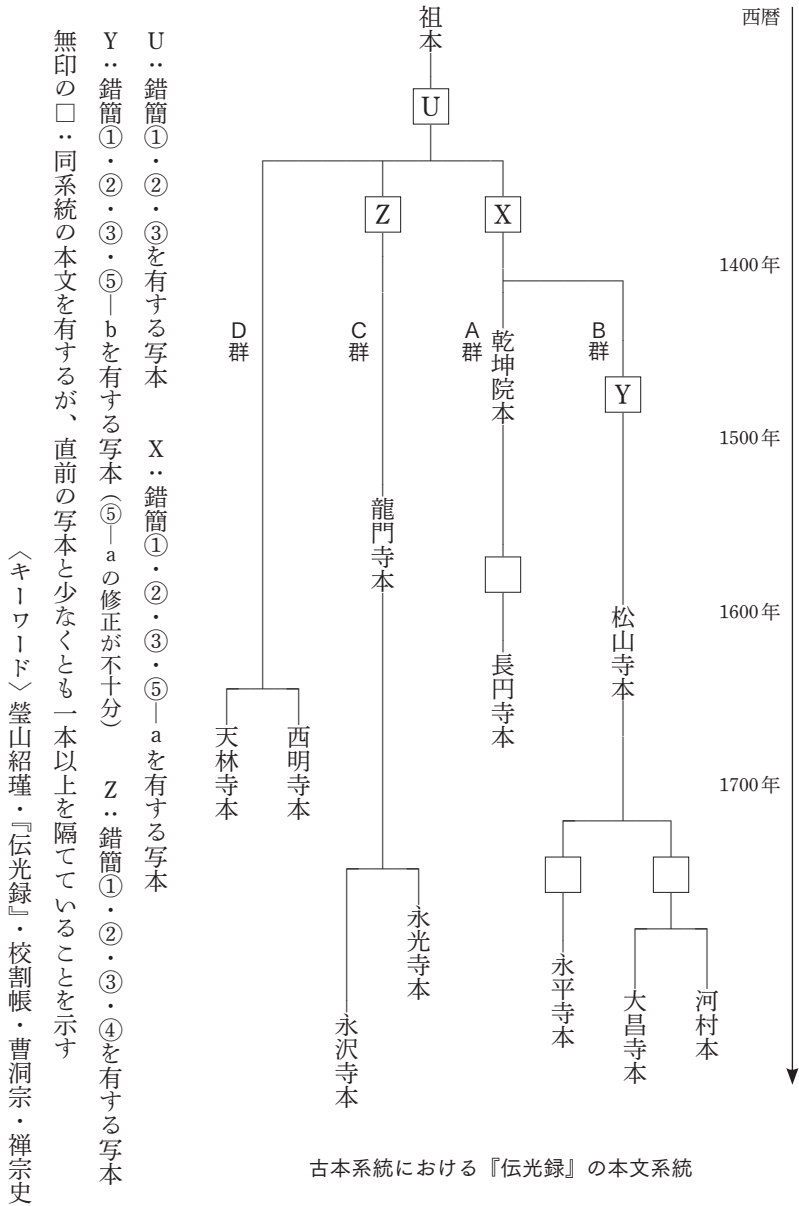 西暦
1400年
1500年
1600年
1700年
祖本
U
X
Z
Y
B群
A群
C群
D群
乾坤院本
龍門寺本
松山寺本
長円寺本
西明寺本
天林寺本
永光寺本
永沢寺本
河村本
大昌寺本
永平寺本
古本系統における『伝光録』の本文系統
U：錯簡①・②・③を有する写本　X：錯簡①・②・③・⑤―aを有する写本
Y：錯簡①・②・③・⑤―bを有する写本（⑤―aの修正が不十分）　Z：錯簡①・②・③・④を有する写本
無印の□：同系統の本文を有するが、直前の写本と少なくとも一本以上を隔てていることを示す
〈キーワード〉瑩山紹瑾・『伝光録』・校割帳・曹洞宗・禅宗史